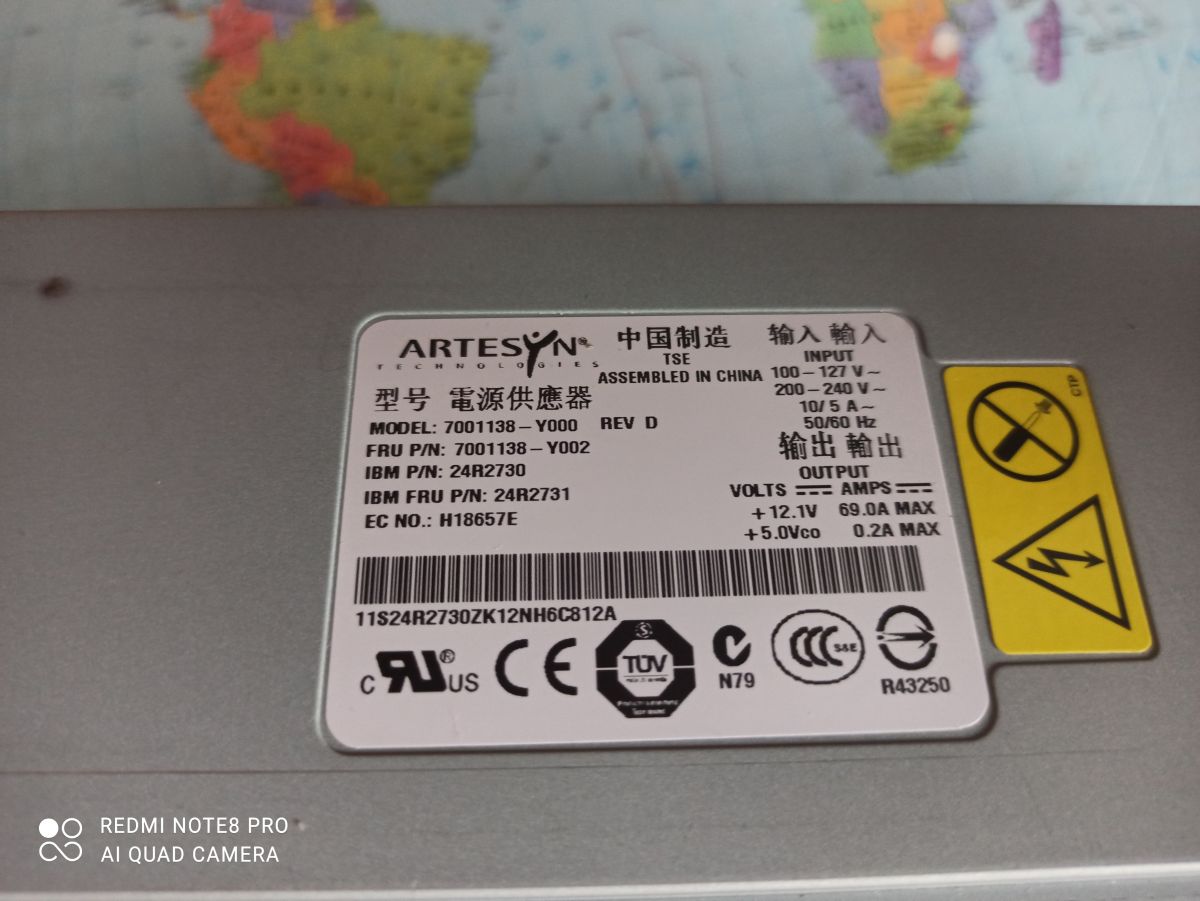 ARTESYN
TECHNOLOGIES
中国制造
TSE
ASSEMBLED IN CHINA
型号 電源供應器
MODEL: 7001138-Y000 REV D
FRU P/N: 7001138-Y002
IBM P/N: 24R2730
IBM FRU P/N: 24R2731
EC NO.: H18657E
输入 輸入
INPUT
100-127 V~
200-240 V~
10/ 5 A~
50/60 Hz
输出 輸出
OUTPUT
VOLTS AMPS
+12.1V 69.0A MAX
+5.0Vco 0.2A MAX
11S24R2730ZK12NH6C812A
C RU® US
CE
S
TÜV
N79
CCC S&E
R43250
CTP
REDMI NOTE8 PRO
AI QUAD CAMERA